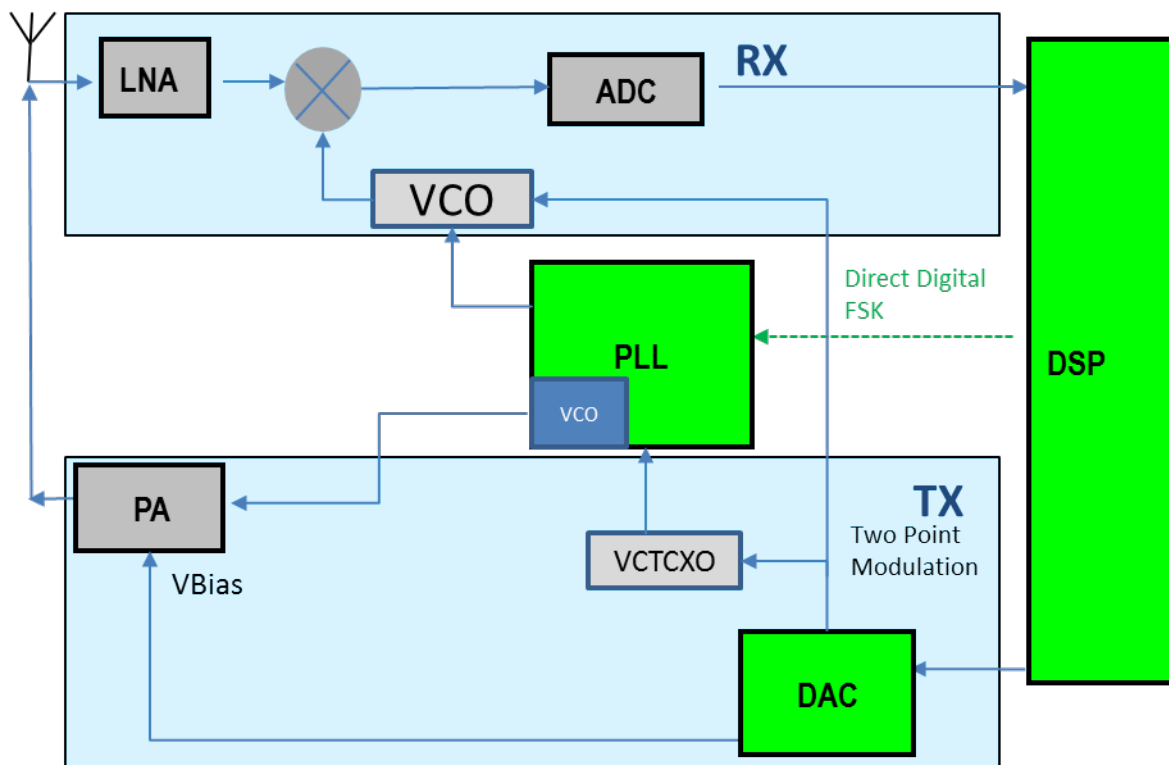 LNA
ADC
RX
VCO
Direct Digital
FSK
PLL
DSP
VCO
PA
TX
Two Point
Modulation
VCTCXO
VBias
DAC